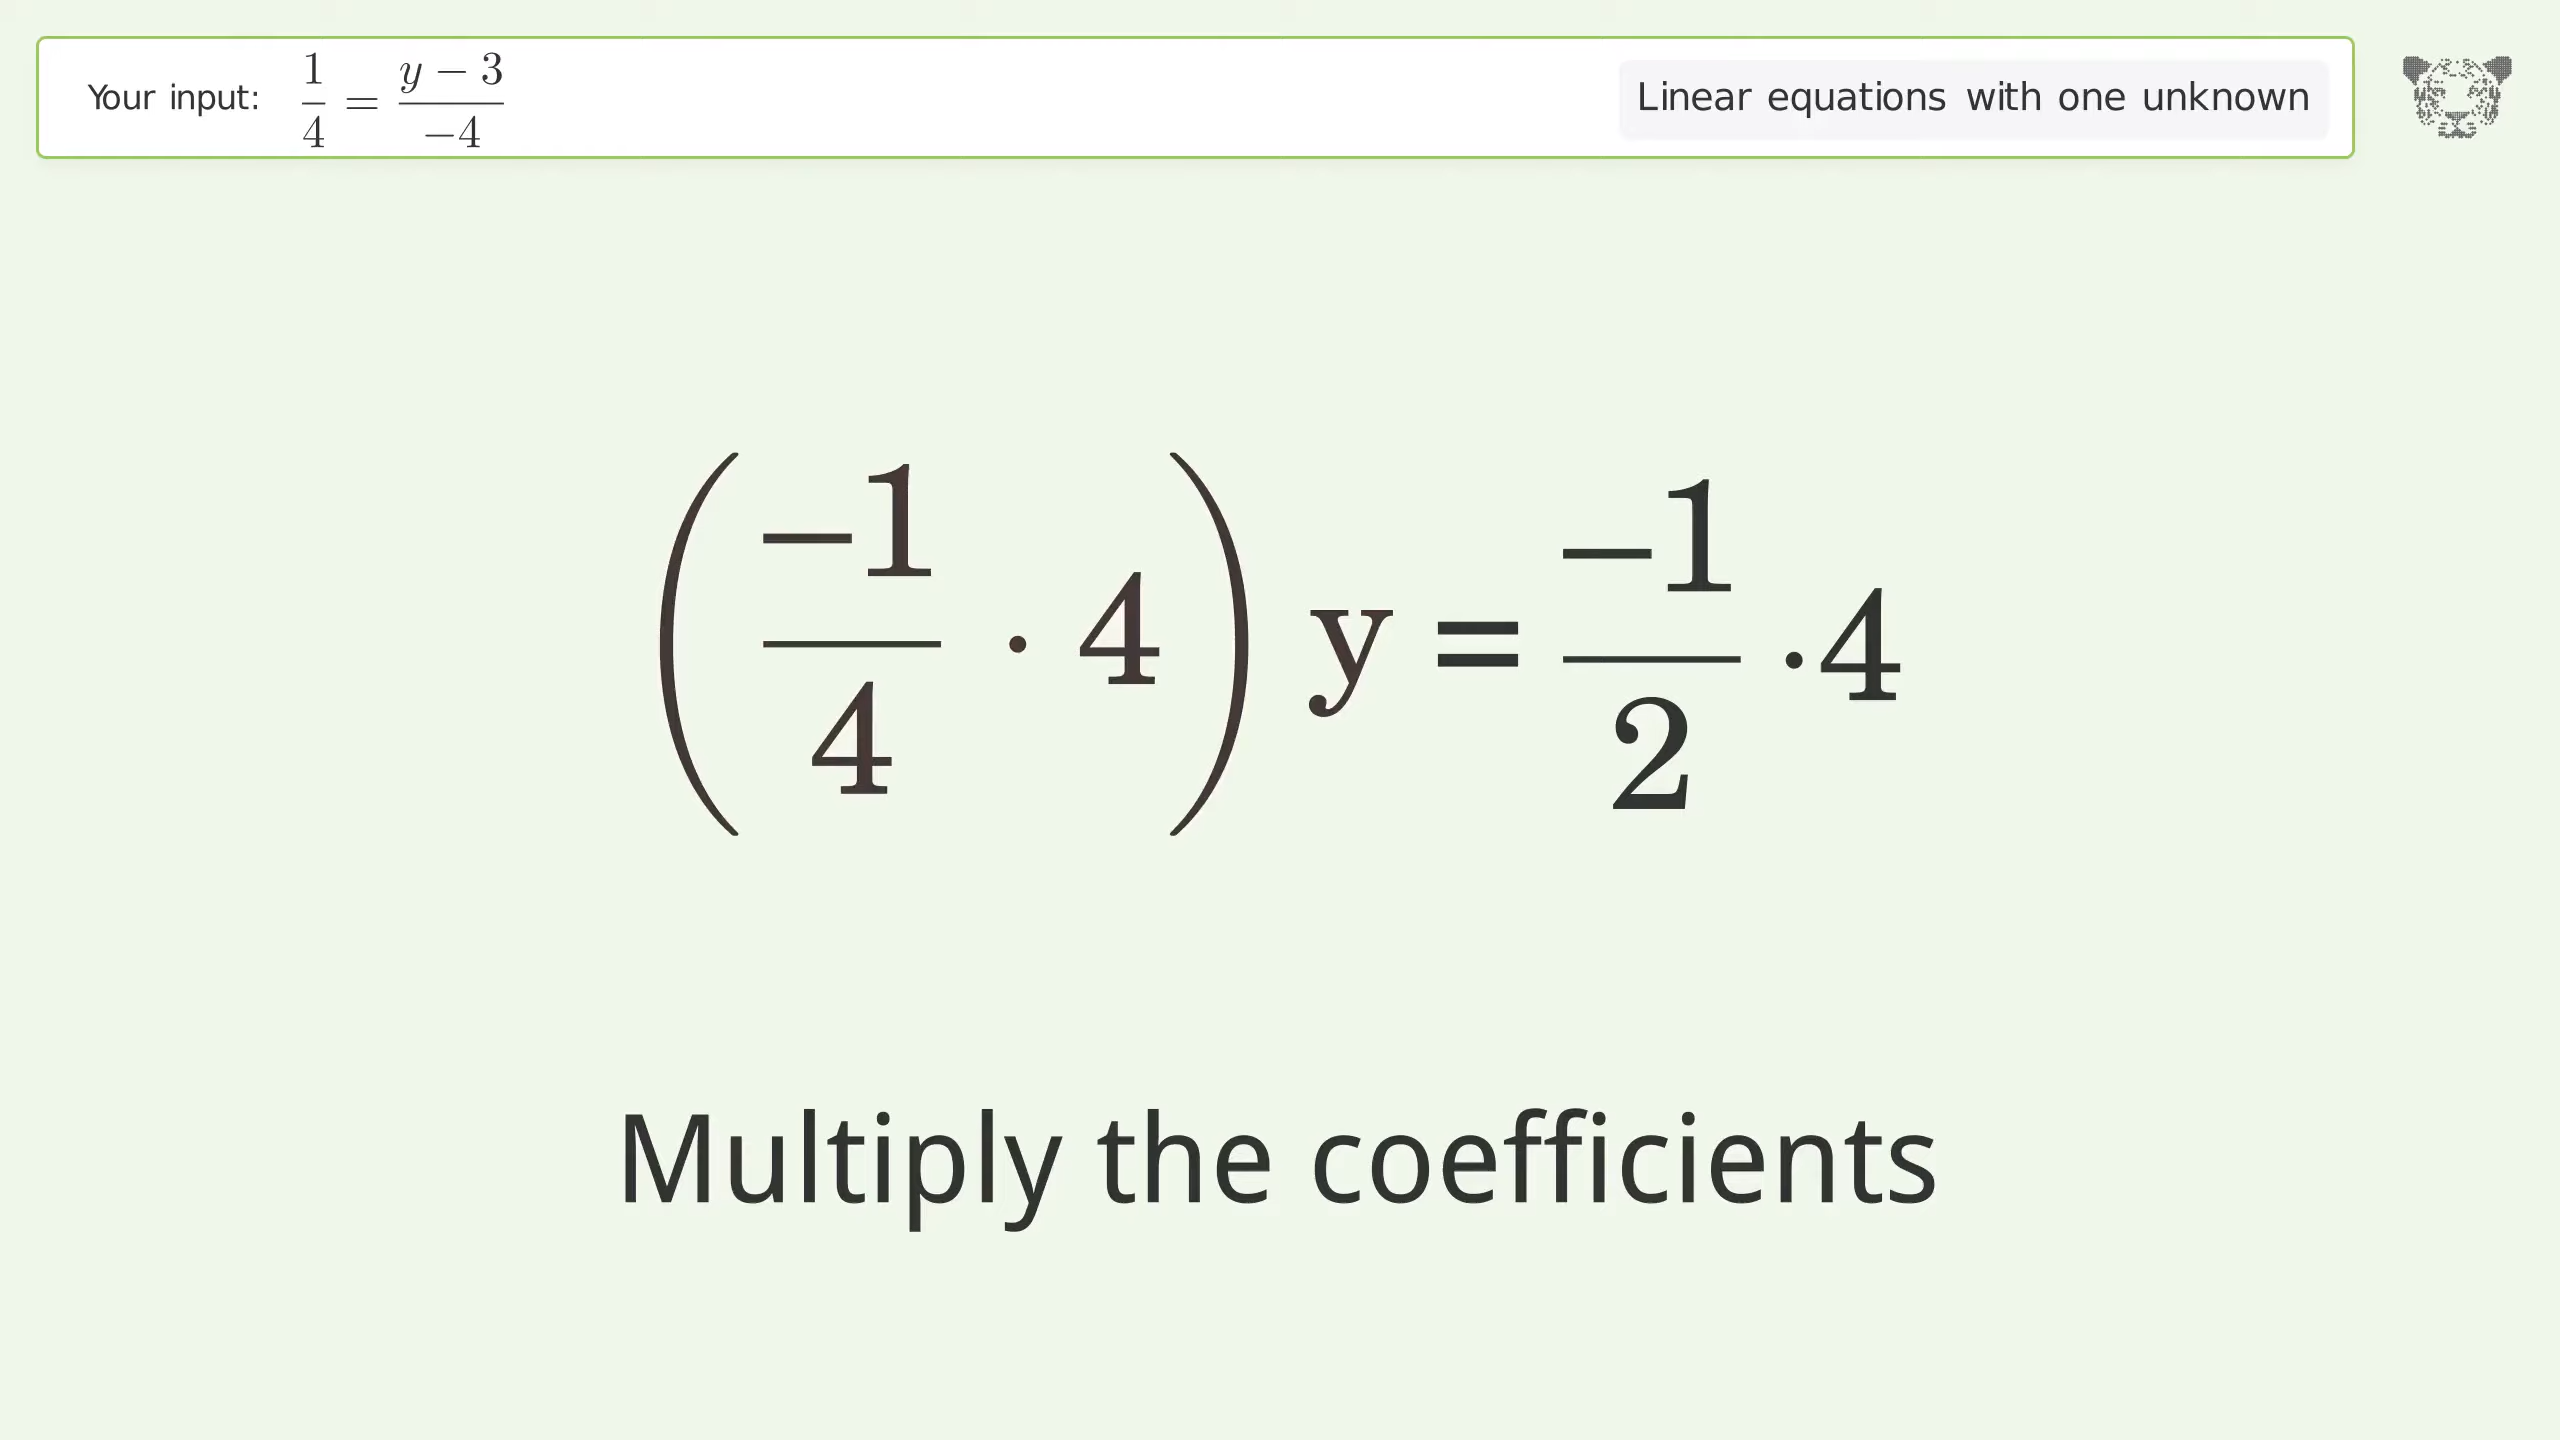 Your input: 1/4 = (y − 3)/(−4) Linear equations with one unknown
(−1/4 · 4) y = −1/2 · 4
Multiply the coefficients